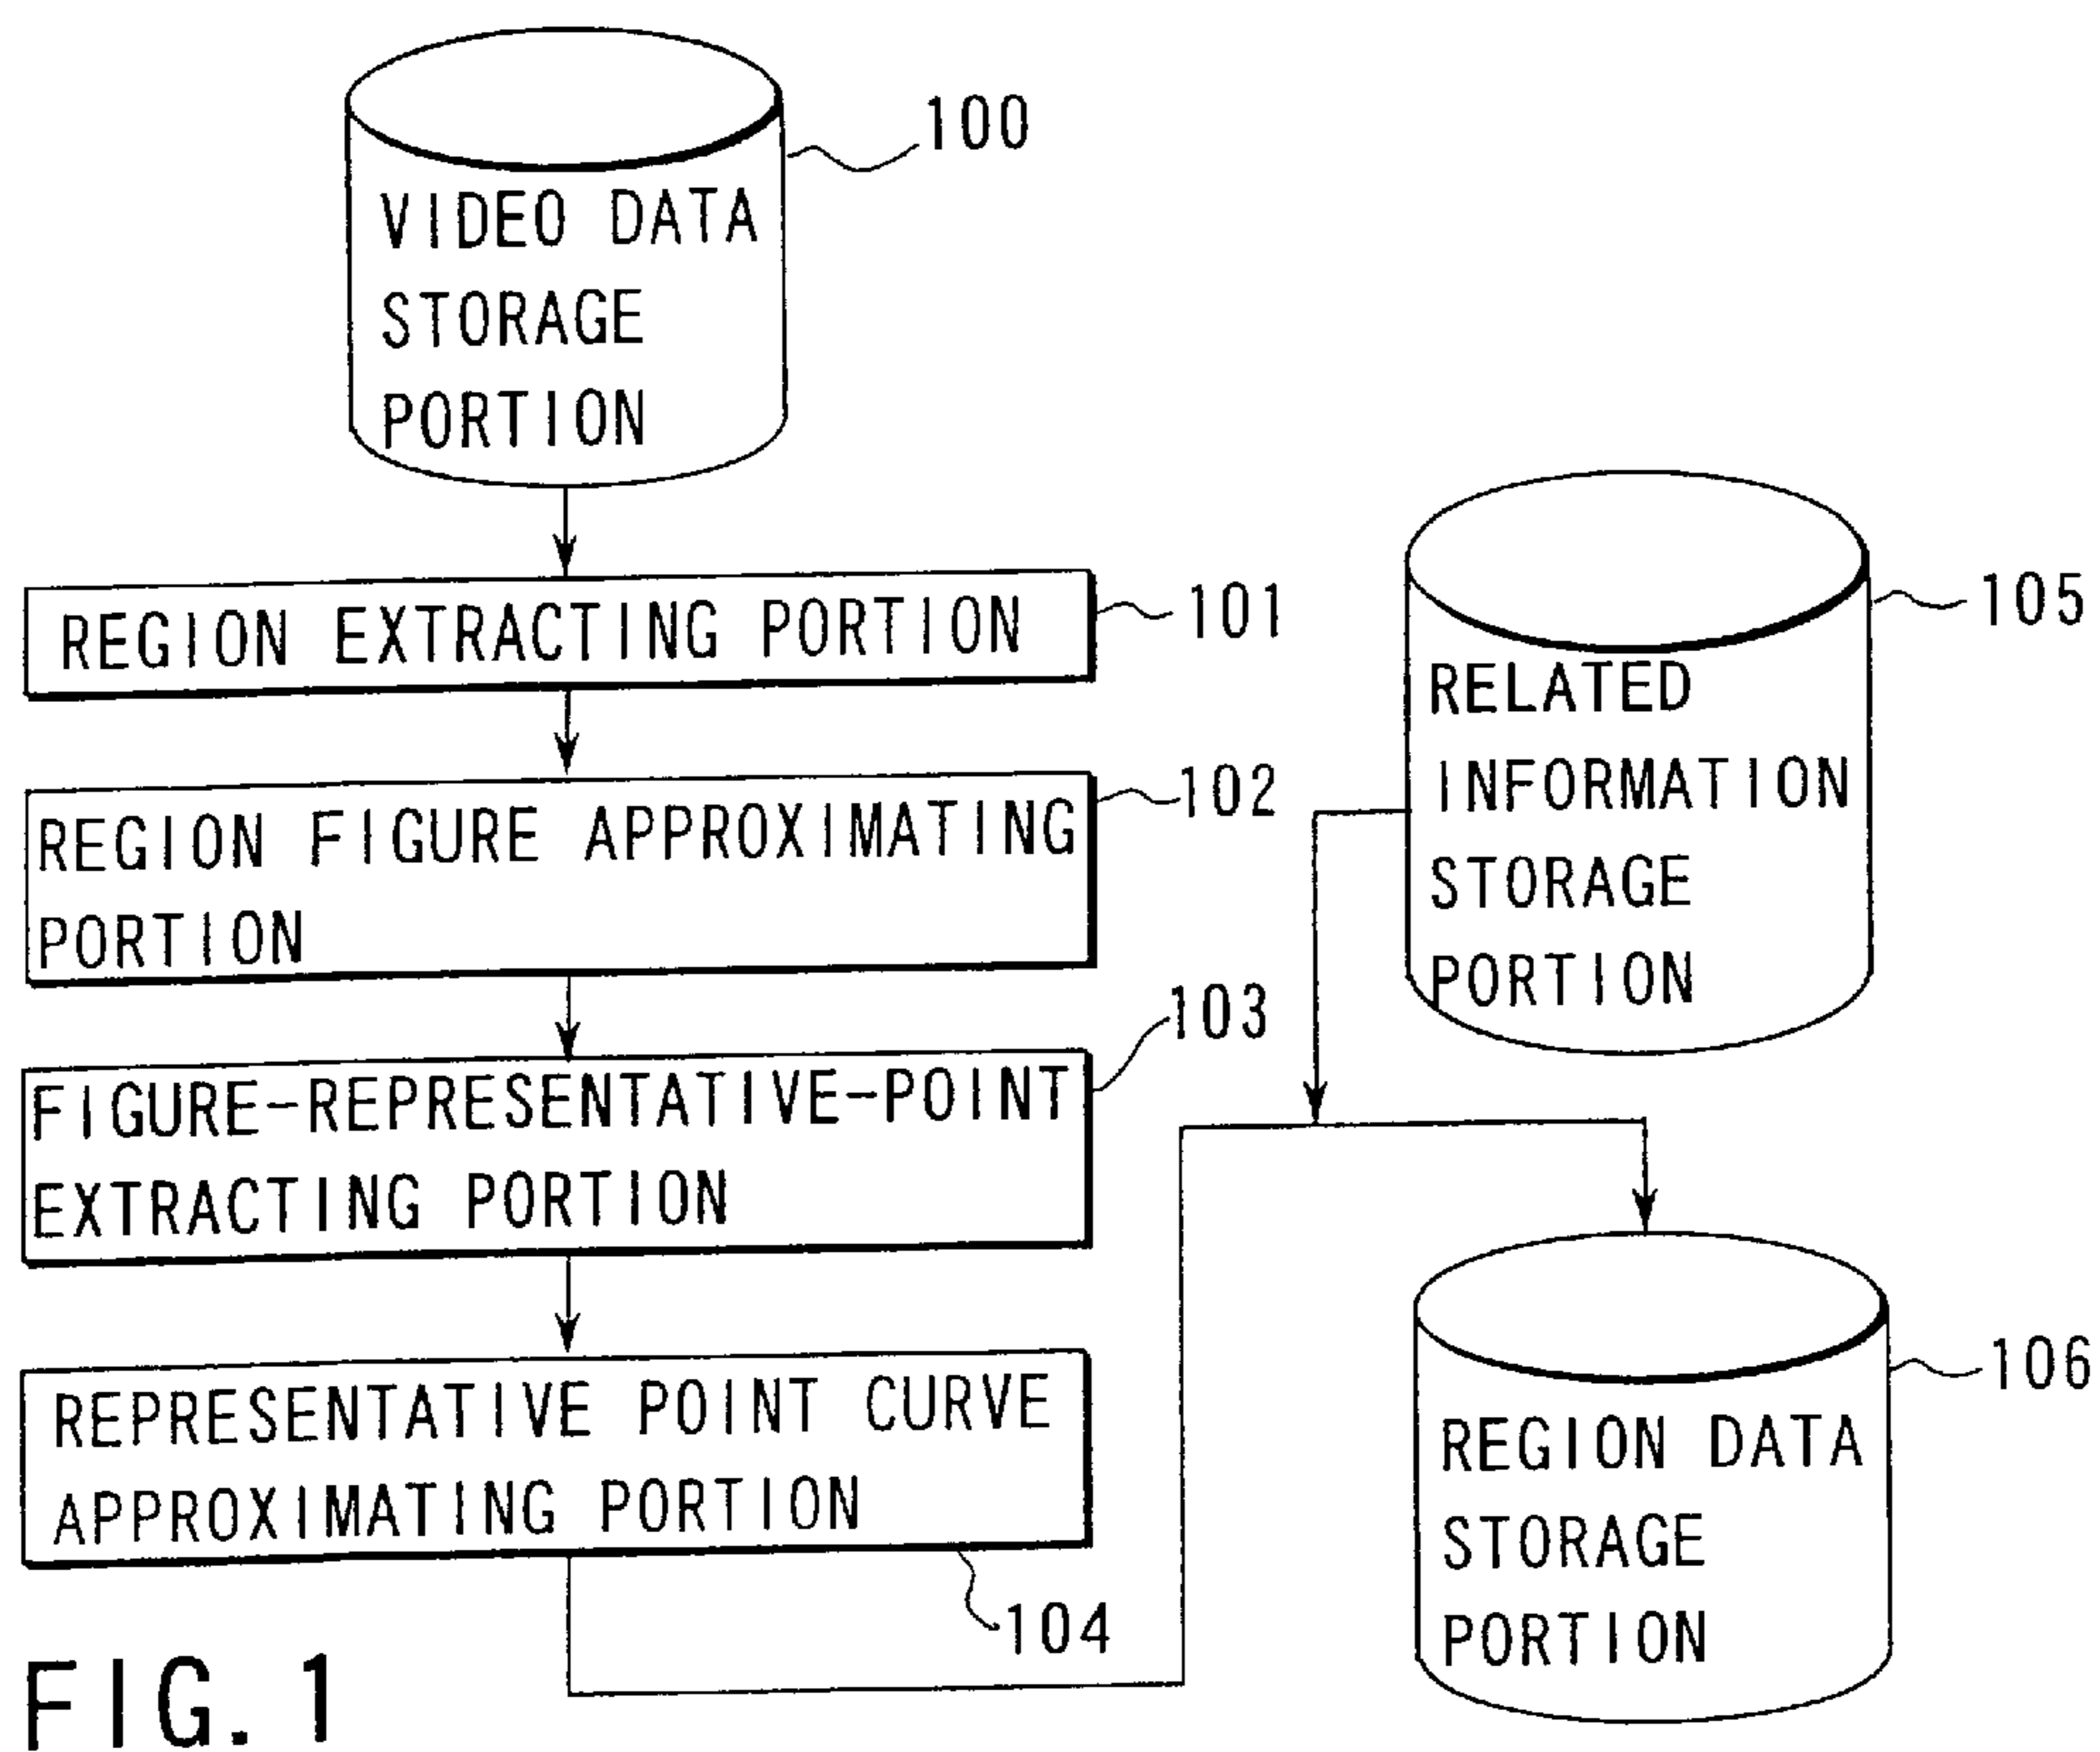 100
VIDEO DATA
STORAGE
PORTION
REGION EXTRACTING PORTION
101
REGION FIGURE APPROXIMATING
PORTION
102
FIGURE-REPRESENTATIVE-POINT
EXTRACTING PORTION
103
REPRESENTATIVE POINT CURVE
APPROXIMATING PORTION
104
105
RELATED
INFORMATION
STORAGE
PORTION
106
REGION DATA
STORAGE
PORTION
FIG. 1